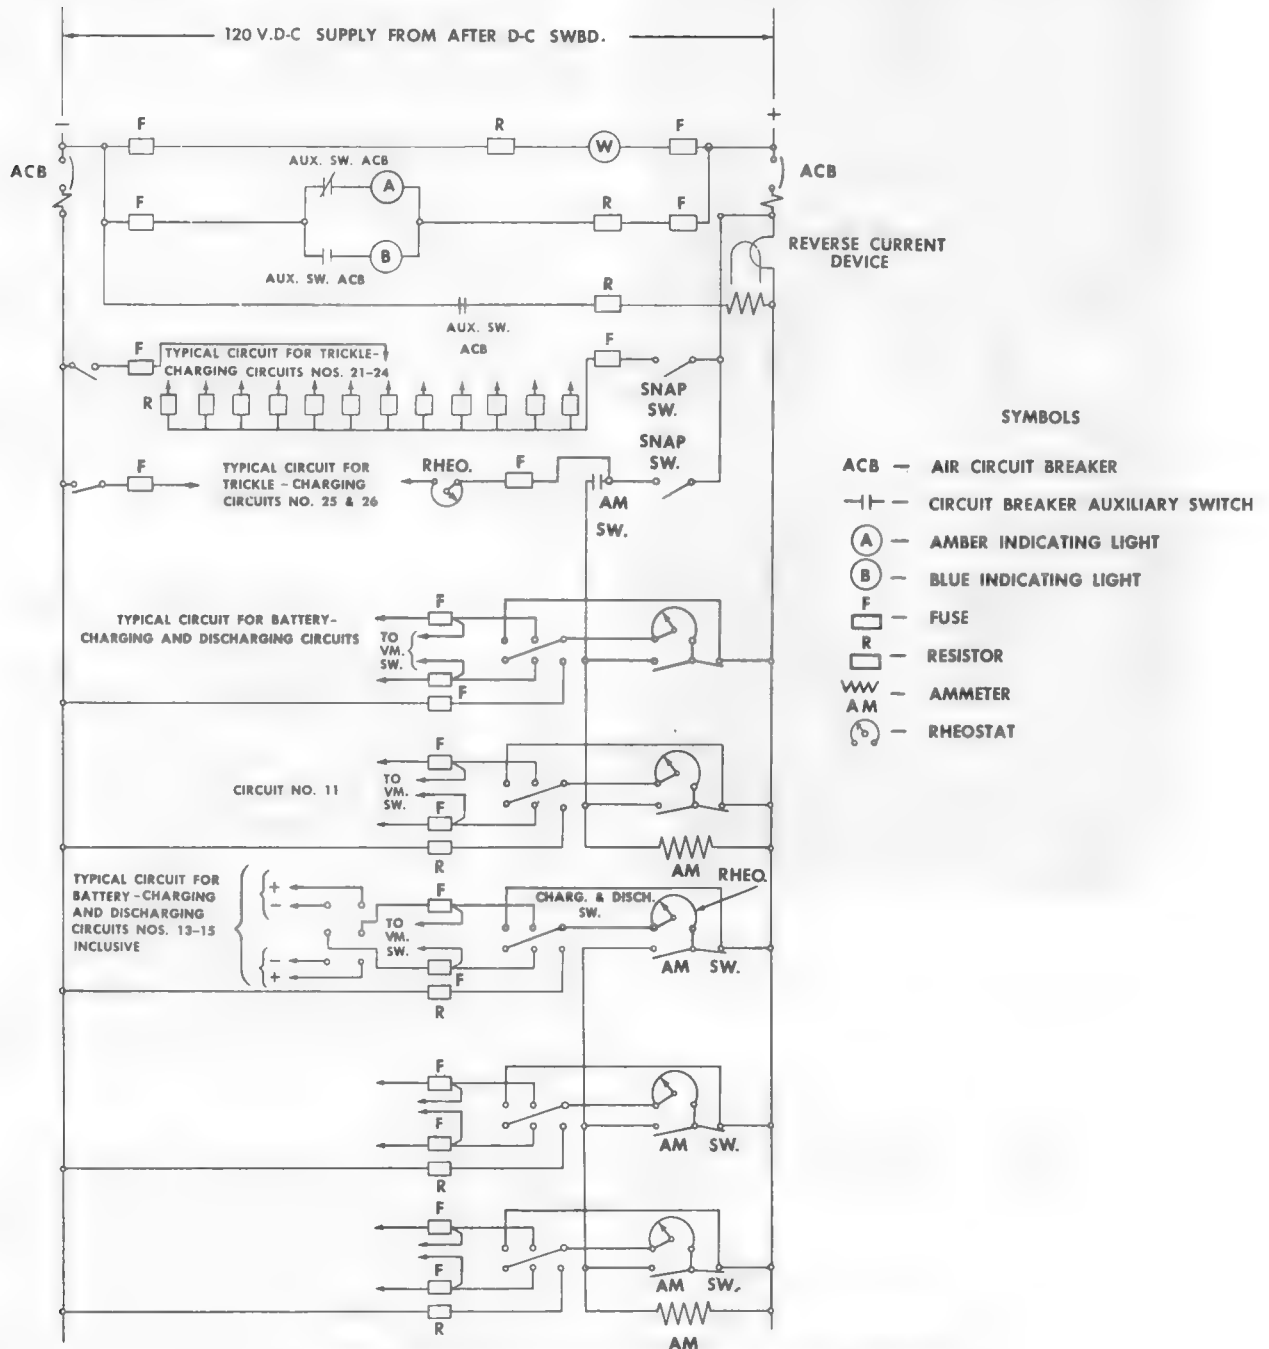 120 V.D-C SUPPLY FROM AFTER D-C SWBD.
−
+
F
R
W
F
ACB
ACB
AUX. SW. ACB
A
F
R
F
B
AUX. SW. ACB
REVERSE CURRENT
DEVICE
R
AUX. SW.
ACB
F
TYPICAL CIRCUIT FOR TRICKLE-
CHARGING CIRCUITS NOS. 21-24
F
R
SNAP
SW.
SNAP
SW.
F
TYPICAL CIRCUIT FOR
TRICKLE - CHARGING
CIRCUITS NO. 25 & 26
RHEO.
F
AM
SW.
SYMBOLS
ACB — AIR CIRCUIT BREAKER
— CIRCUIT BREAKER AUXILIARY SWITCH
A — AMBER INDICATING LIGHT
B — BLUE INDICATING LIGHT
F
— FUSE
R
— RESISTOR
— AMMETER
AM
— RHEOSTAT
TYPICAL CIRCUIT FOR BATTERY-
CHARGING AND DISCHARGING CIRCUITS
F
TO
VM.
SW.
F
CIRCUIT NO. 11
F
TO
VM.
SW.
F
R
AM
TYPICAL CIRCUIT FOR
BATTERY-CHARGING
AND DISCHARGING
CIRCUITS NOS. 13-15
INCLUSIVE
+
−
−
+
F
TO
VM.
SW.
F
R
CHARG. & DISCH.
SW.
RHEO.
AM SW.
F
F
R
AM SW.
F
F
R
AM SW.
AM